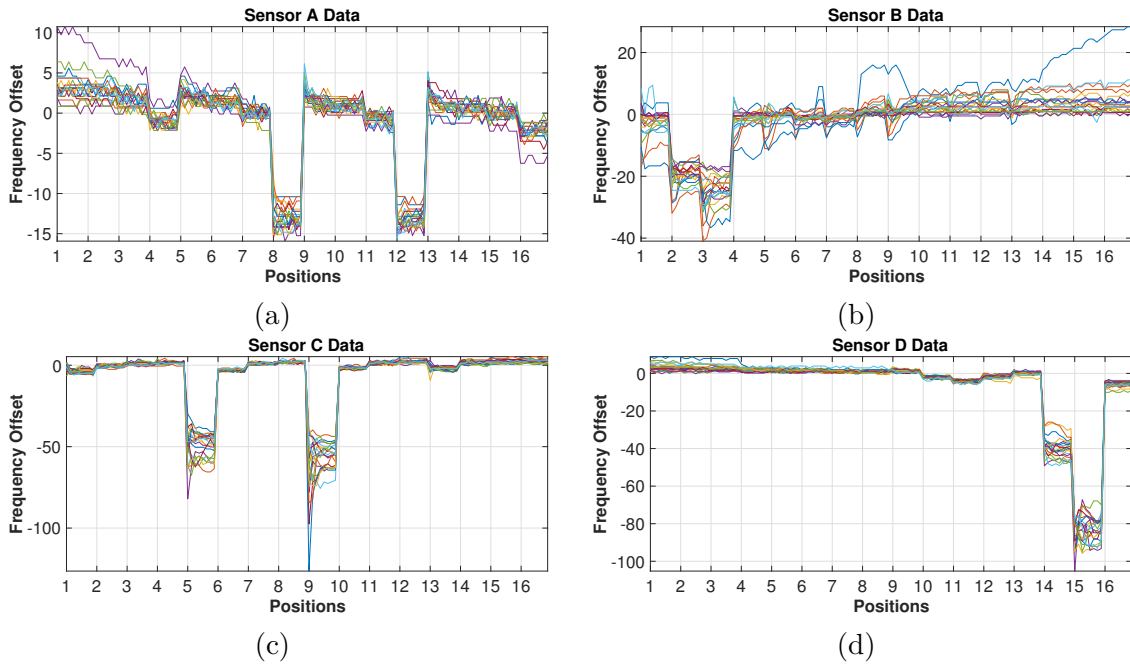 Sensor A Data
Frequency Offset
10
5
0
-5
-10
-15
1 2 3 4 5 6 7 8 9 10 11 12 13 14 15 16
Positions
(a)
Sensor B Data
Frequency Offset
20
0
-20
-40
1 2 3 4 5 6 7 8 9 10 11 12 13 14 15 16
Positions
(b)
Sensor C Data
Frequency Offset
0
-50
-100
1 2 3 4 5 6 7 8 9 10 11 12 13 14 15 16
Positions
(c)
Sensor D Data
Frequency Offset
0
-20
-40
-60
-80
-100
1 2 3 4 5 6 7 8 9 10 11 12 13 14 15 16
Positions
(d)